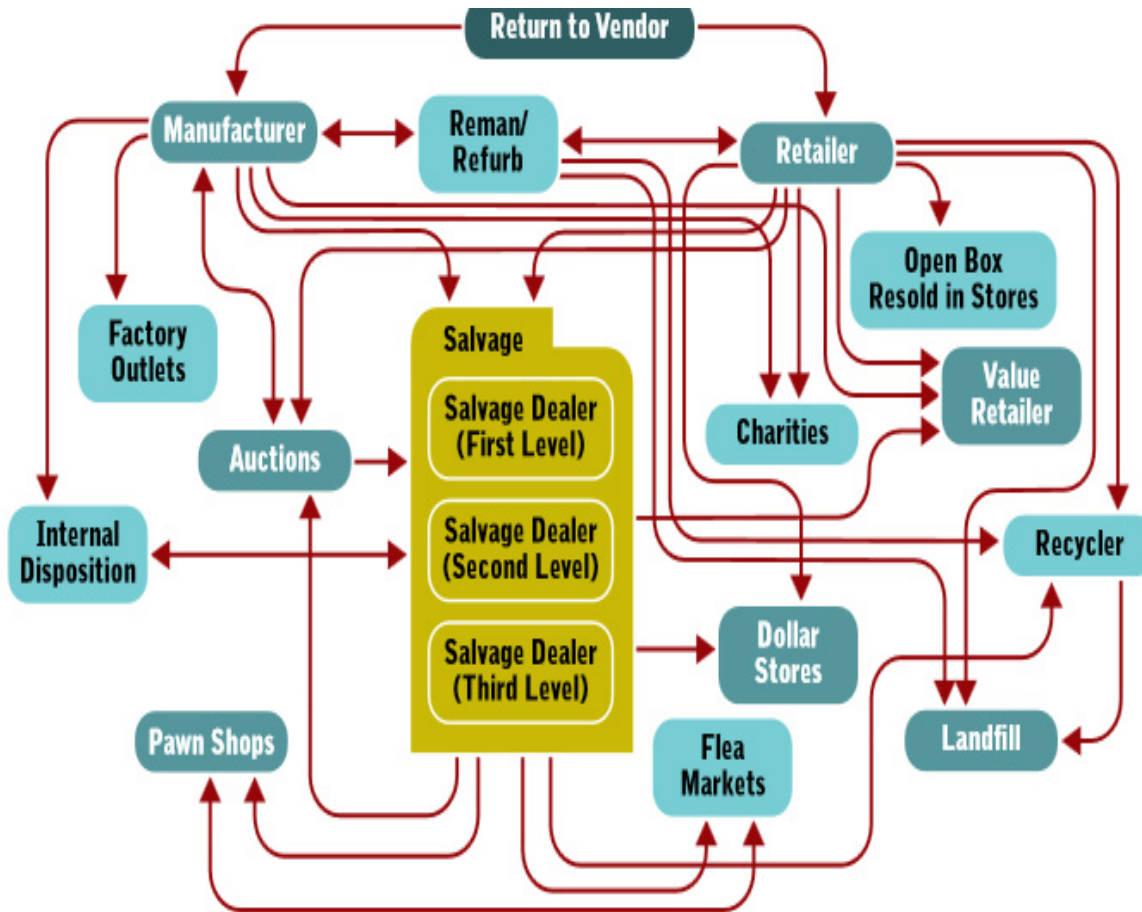 Return to Vendor
Manufacturer
Reman/
Refurb
Retailer
Open Box
Resold in Stores
Factory
Outlets
Salvage
Value
Retailer
Salvage Dealer
(First Level)
Charities
Auctions
Internal
Disposition
Salvage Dealer
(Second Level)
Recycler
Salvage Dealer
(Third Level)
Dollar
Stores
Pawn Shops
Flea
Markets
Landfill